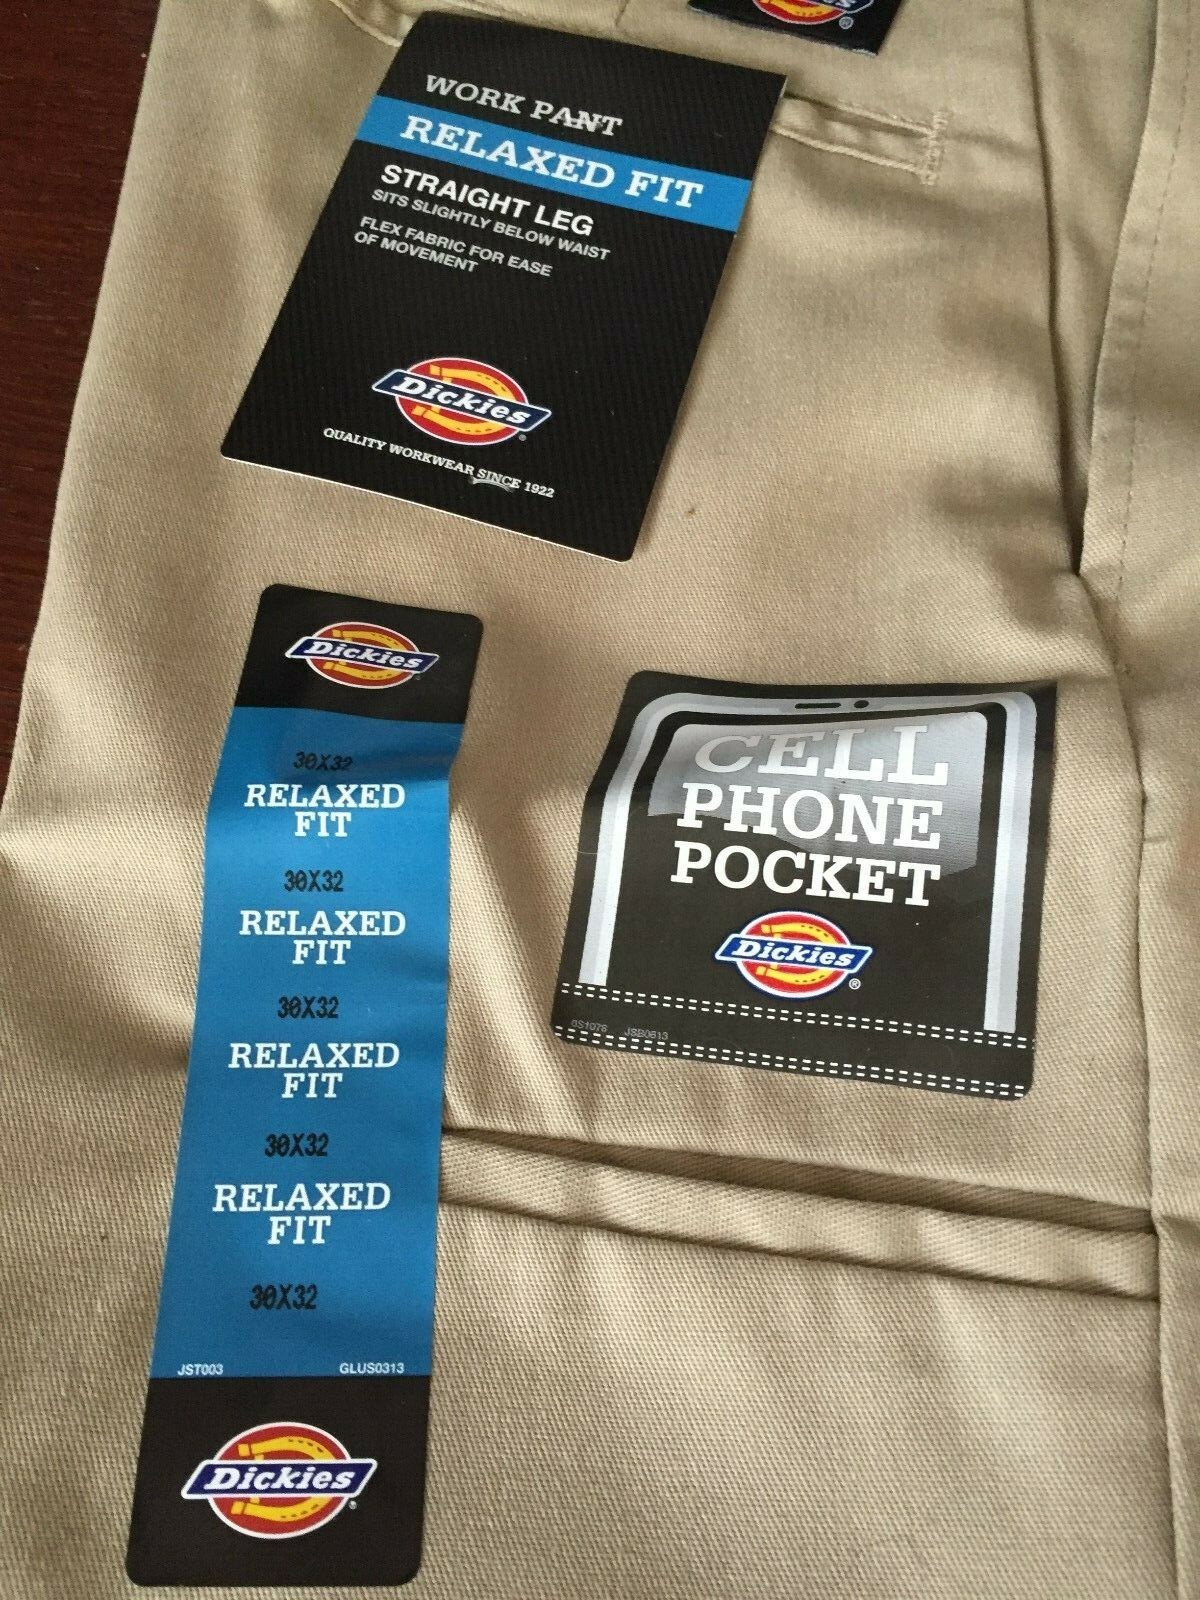 WORK PANT
RELAXED FIT
STRAIGHT LEG
SITS SLIGHTLY BELOW WAIST
FLEX FABRIC FOR EASE
OF MOVEMENT
Dickies®
QUALITY WORKWEAR SINCE 1922
Dickies
30X32
RELAXED
FIT
30X32
RELAXED
FIT
30X32
RELAXED
FIT
30X32
RELAXED
FIT
30X32
JST003 GLUS0313
Dickies®
CELL
PHONE
POCKET
Dickies®
0S1076 JSB0613